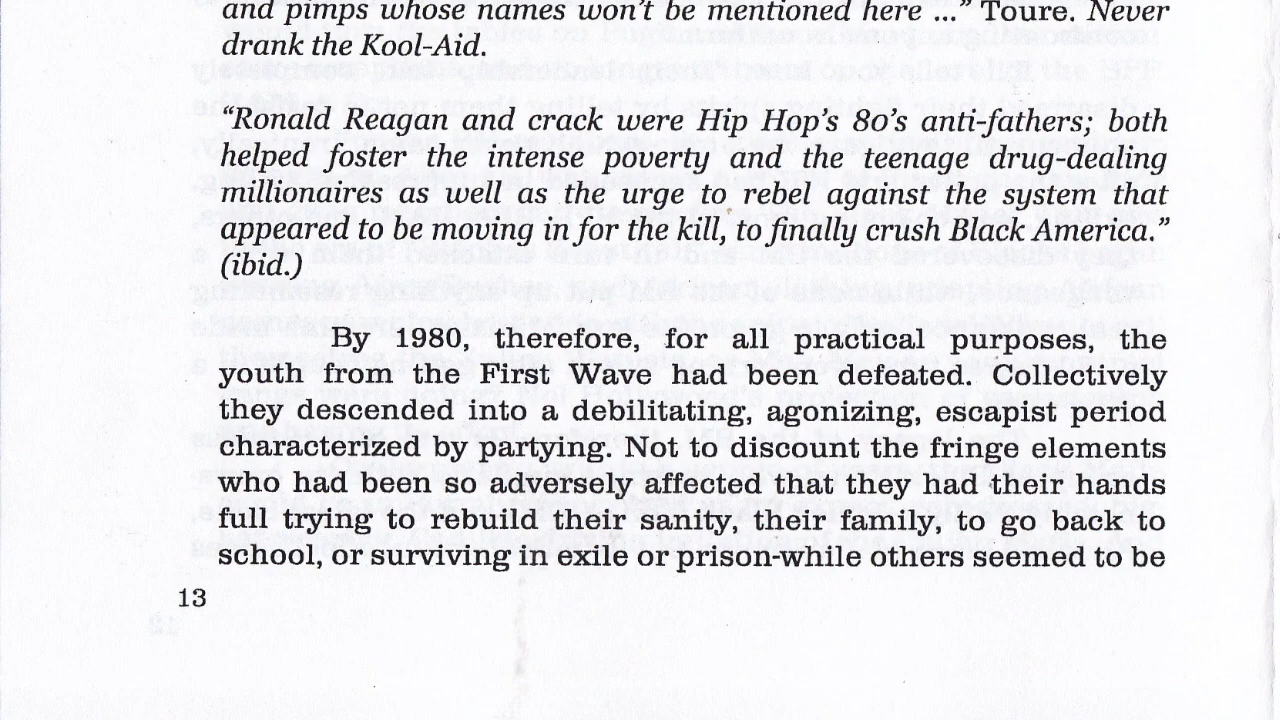 and pimps whose names won't be mentioned here ...” Toure. Never
drank the Kool-Aid.
“Ronald Reagan and crack were Hip Hop's 80's anti-fathers; both
helped foster the intense poverty and the teenage drug-dealing
millionaires as well as the urge to rebel against the system that
appeared to be moving in for the kill, to finally crush Black America.”
(ibid.)
By 1980, therefore, for all practical purposes, the
youth from the First Wave had been defeated. Collectively
they descended into a debilitating, agonizing, escapist period
characterized by partying. Not to discount the fringe elements
who had been so adversely affected that they had their hands
full trying to rebuild their sanity, their family, to go back to
school, or surviving in exile or prison-while others seemed to be
13